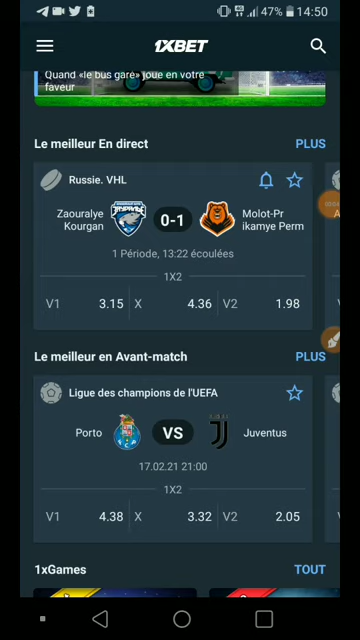 47% 14:50
1XBET
Quand «le bus garé» joue en votre
faveur
Le meilleur En direct PLUS
Russie. VHL
Zaouralye
Kourgan
0-1
Molot-Pr
ikamye Perm
1 Période, 13:22 écoulées
1X2
V1 3.15 X 4.36 V2 1.98
Le meilleur en Avant-match PLUS
Ligue des champions de l'UEFA
Porto VS Juventus
17.02.21 21:00
1X2
V1 4.38 X 3.32 V2 2.05
1xGames TOUT